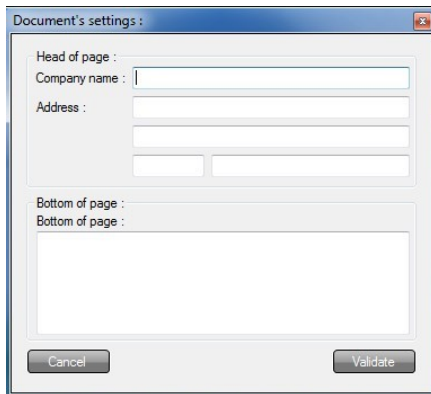 Document's settings :
Head of page :
Company name :
Address :
Bottom of page :
Bottom of page :
Cancel
Validate